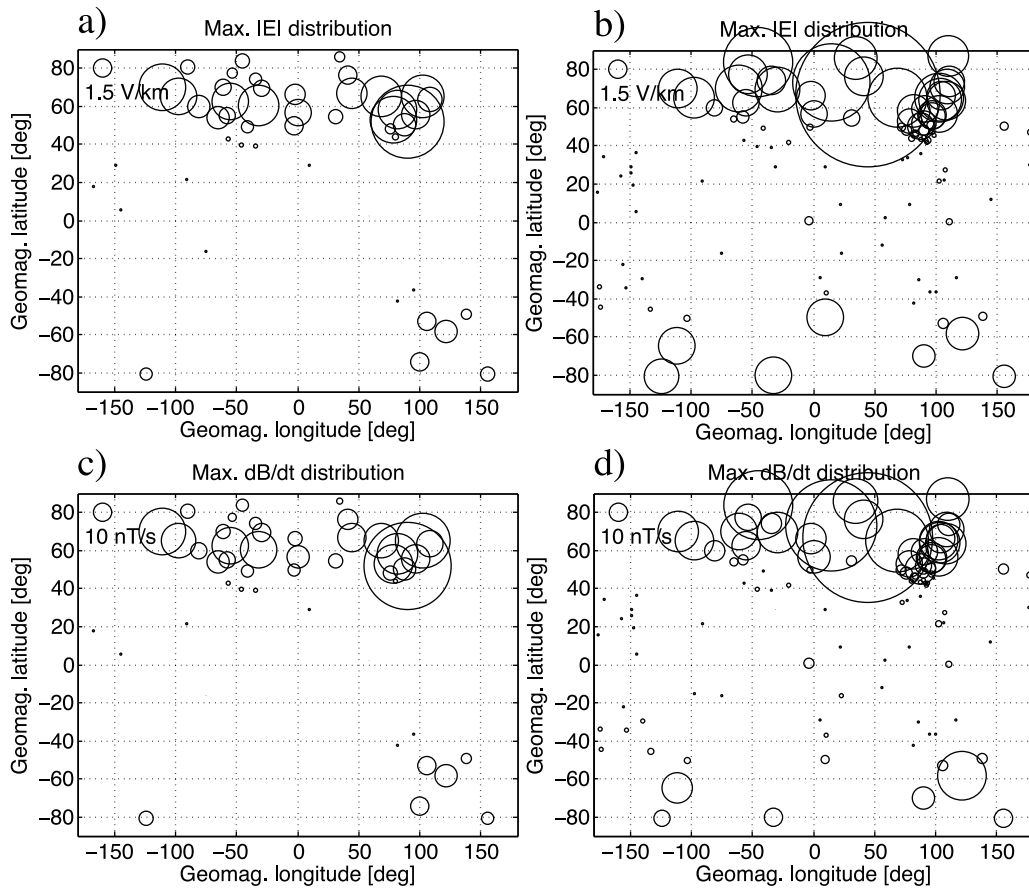 a)
Max. IEI distribution
80
60
40
20
0
−20
−40
−60
−80
1.5 V/km
Geomag. latitude [deg]
−150 −100 −50 0 50 100 150
Geomag. longitude [deg]
b)
Max. IEI distribution
80
60
40
20
0
−20
−40
−60
−80
1.5 V/km
Geomag. latitude [deg]
−150 −100 −50 0 50 100 150
Geomag. longitude [deg]
c)
Max. dB/dt distribution
80
60
40
20
0
−20
−40
−60
−80
10 nT/s
Geomag. latitude [deg]
−150 −100 −50 0 50 100 150
Geomag. longitude [deg]
d)
Max. dB/dt distribution
80
60
40
20
0
−20
−40
−60
−80
10 nT/s
Geomag. latitude [deg]
−150 −100 −50 0 50 100 150
Geomag. longitude [deg]